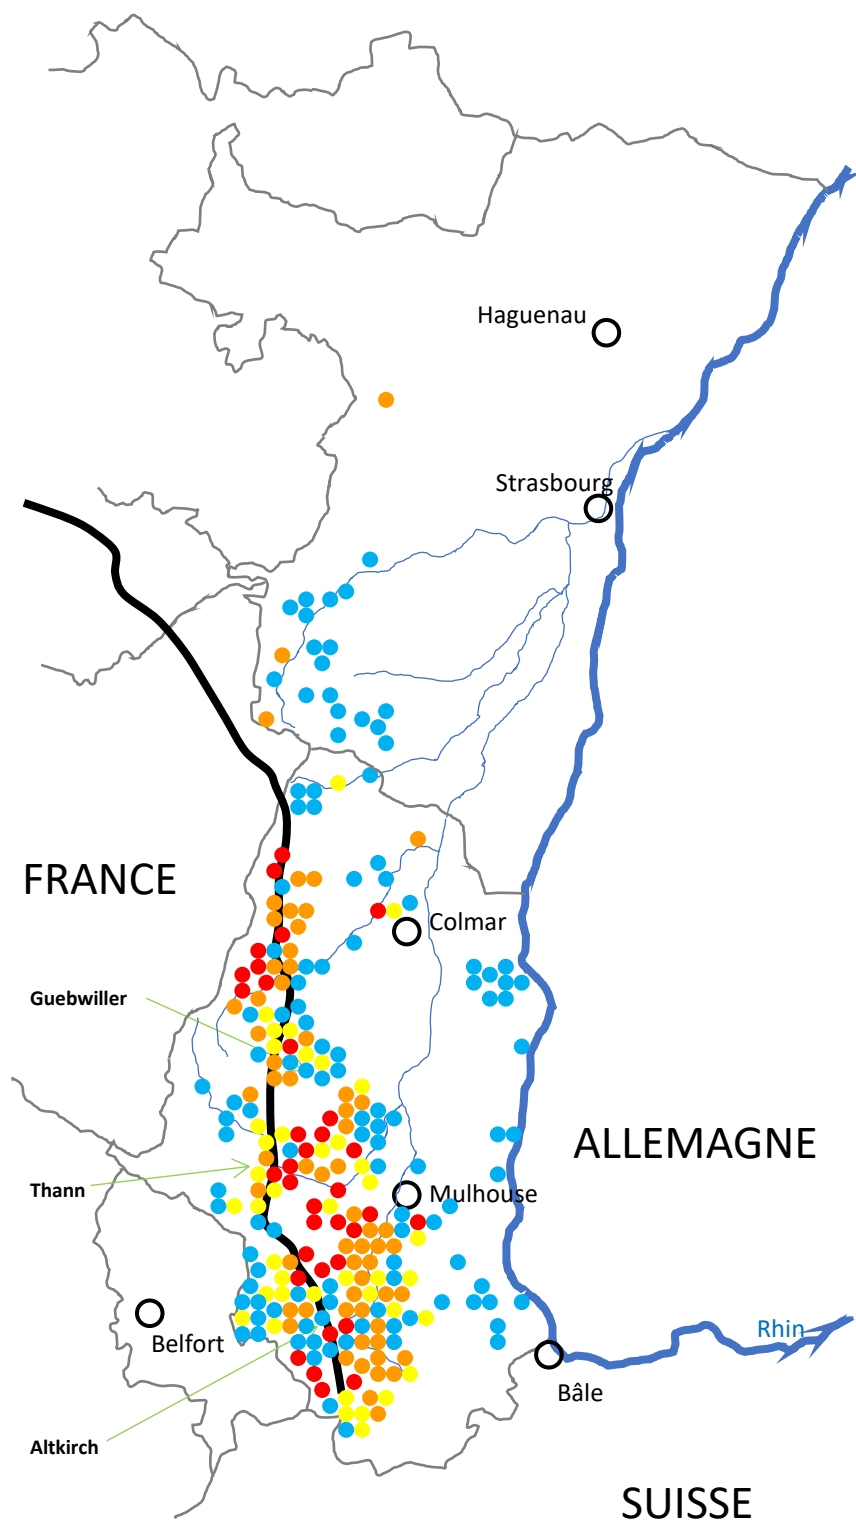 Haguenau
Strasbourg
FRANCE
Colmar
Guebwiller
ALLEMAGNE
Thann
Mulhouse
Rhin
Belfort
Bâle
Altkirch
SUISSE